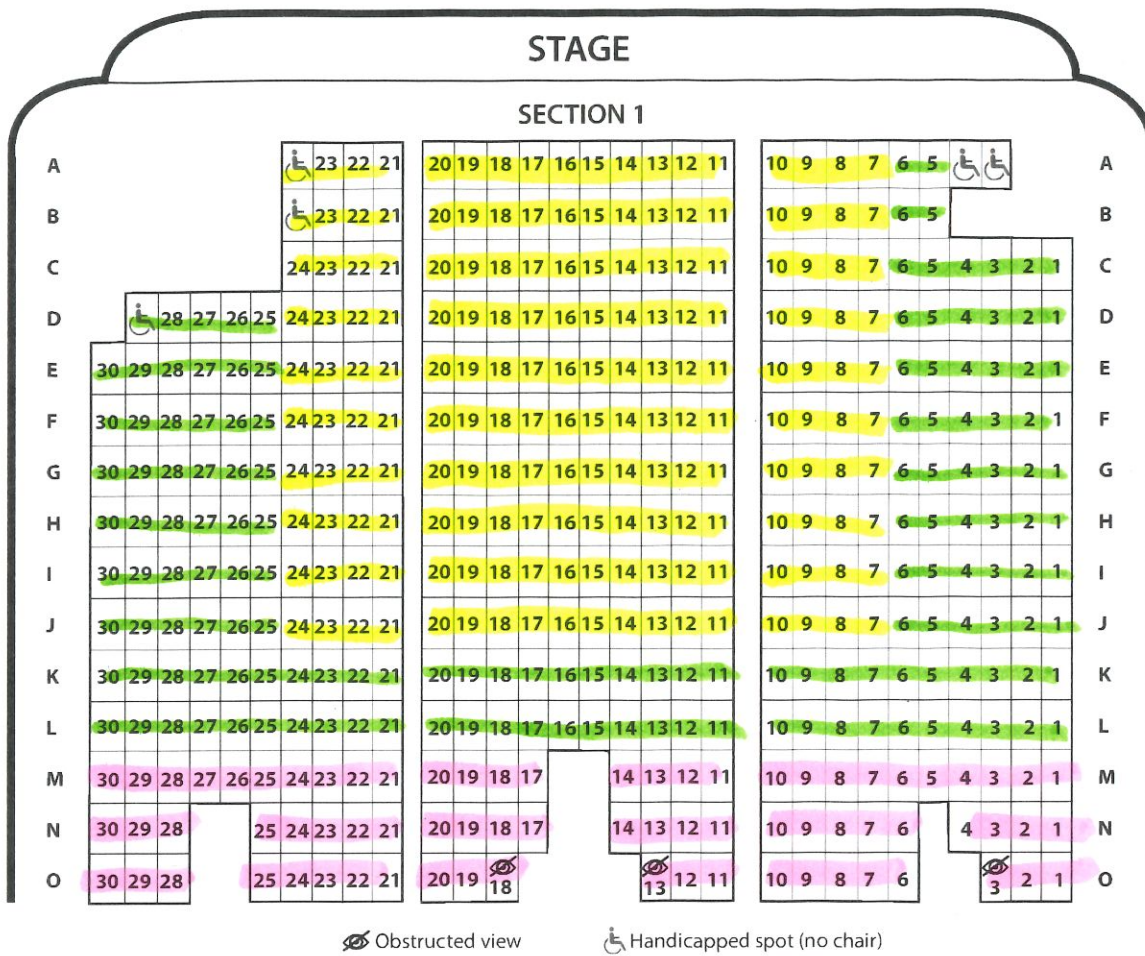 STAGE
SECTION 1
A 23 22 21 20 19 18 17 16 15 14 13 12 11 10 9 8 7 6 5 A
B 23 22 21 20 19 18 17 16 15 14 13 12 11 10 9 8 7 6 5 B
C 24 23 22 21 20 19 18 17 16 15 14 13 12 11 10 9 8 7 6 5 4 3 2 1 C
D 28 27 26 25 24 23 22 21 20 19 18 17 16 15 14 13 12 11 10 9 8 7 6 5 4 3 2 1 D
E 30 29 28 27 26 25 24 23 22 21 20 19 18 17 16 15 14 13 12 11 10 9 8 7 6 5 4 3 2 1 E
F 30 29 28 27 26 25 24 23 22 21 20 19 18 17 16 15 14 13 12 11 10 9 8 7 6 5 4 3 2 1 F
G 30 29 28 27 26 25 24 23 22 21 20 19 18 17 16 15 14 13 12 11 10 9 8 7 6 5 4 3 2 1 G
H 30 29 28 27 26 25 24 23 22 21 20 19 18 17 16 15 14 13 12 11 10 9 8 7 6 5 4 3 2 1 H
I 30 29 28 27 26 25 24 23 22 21 20 19 18 17 16 15 14 13 12 11 10 9 8 7 6 5 4 3 2 1 I
J 30 29 28 27 26 25 24 23 22 21 20 19 18 17 16 15 14 13 12 11 10 9 8 7 6 5 4 3 2 1 J
K 30 29 28 27 26 25 24 23 22 21 20 19 18 17 16 15 14 13 12 11 10 9 8 7 6 5 4 3 2 1 K
L 30 29 28 27 26 25 24 23 22 21 20 19 18 17 16 15 14 13 12 11 10 9 8 7 6 5 4 3 2 1 L
M 30 29 28 27 26 25 24 23 22 21 20 19 18 17 14 13 12 11 10 9 8 7 6 5 4 3 2 1 M
N 30 29 28 25 24 23 22 21 20 19 18 17 14 13 12 11 10 9 8 7 6 4 3 2 1 N
O 30 29 28 25 24 23 22 21 20 19 18 13 12 11 10 9 8 7 6 3 2 1 O
Obstructed view Handicapped spot (no chair)